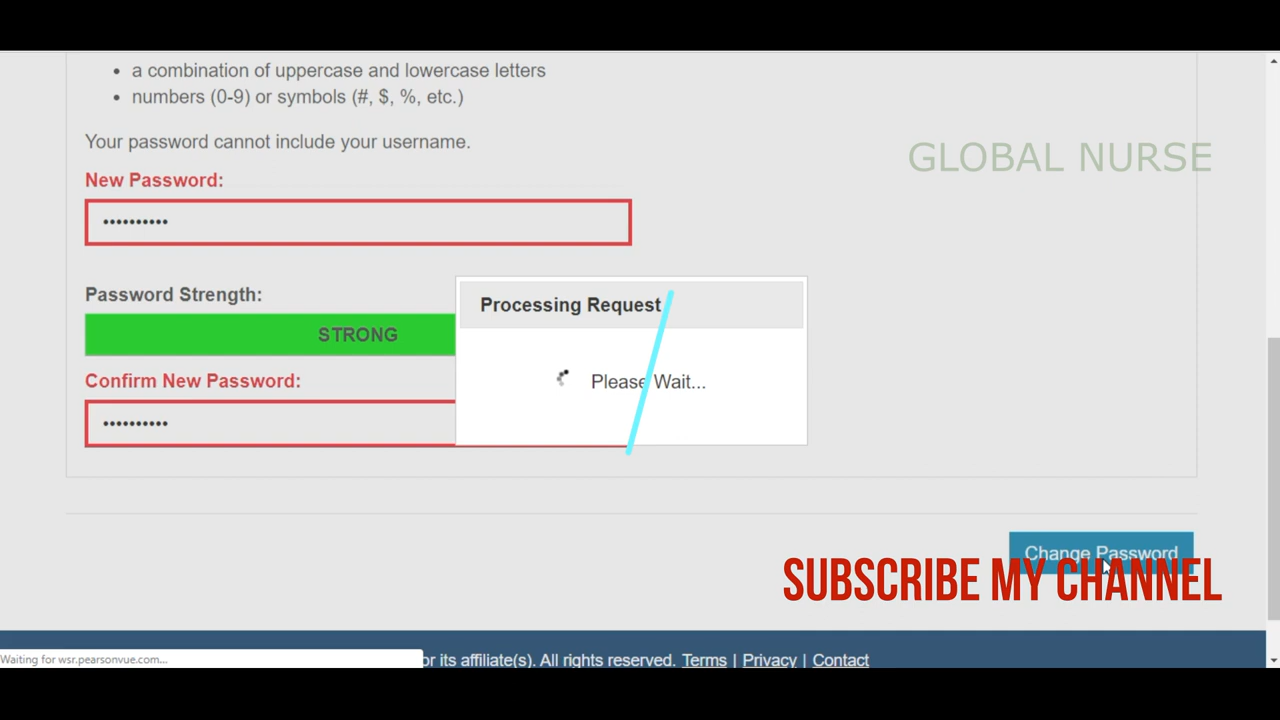 • a combination of uppercase and lowercase letters
• numbers (0-9) or symbols (#, $, %, etc.)
Your password cannot include your username.
GLOBAL NURSE
New Password:
••••••••••
Password Strength:
STRONG
Processing Request
Please Wait...
Confirm New Password:
••••••••••
Change Password
SUBSCRIBE MY CHANNEL
Waiting for wsr.pearsonvue.com...
or its affiliate(s). All rights reserved. Terms | Privacy | Contact